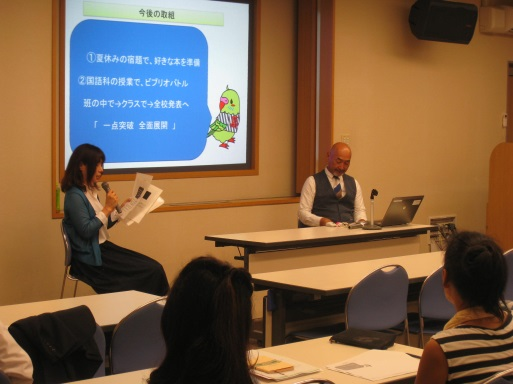 今後の取組
①夏休みの宿題で、好きな本を準備
②国語科の授業で、ビブリオバトル
班の中で→クラスで→全校発表へ
「 一点突破 全面展開 」